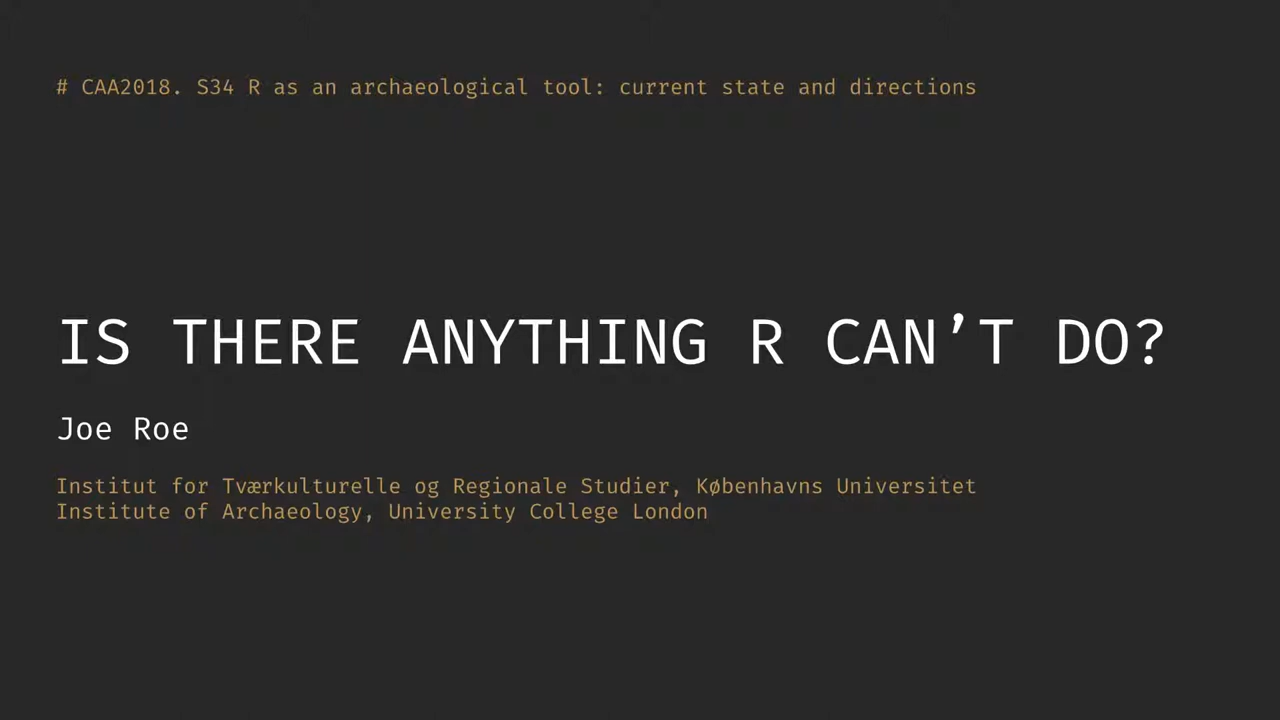 # CAA2018. S34 R as an archaeological tool: current state and directions
IS THERE ANYTHING R CAN’T DO?
Joe Roe
Institut for Tværkulturelle og Regionale Studier, Københavns Universitet
Institute of Archaeology, University College London